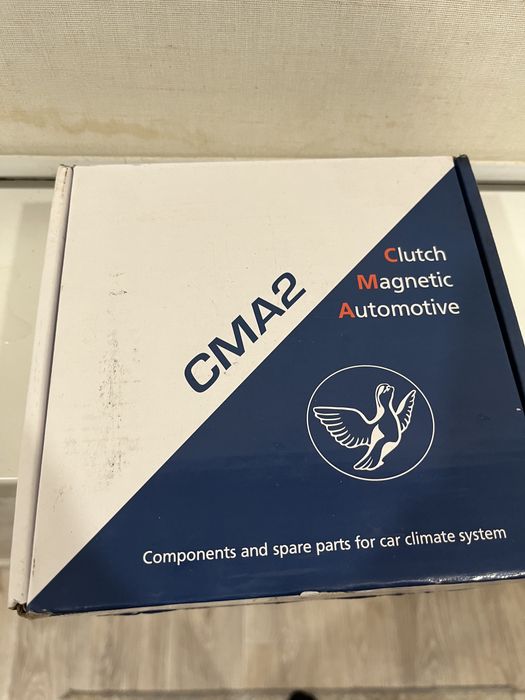 Clutch
Magnetic
Automotive
CMA2
Components and spare parts for car climate system